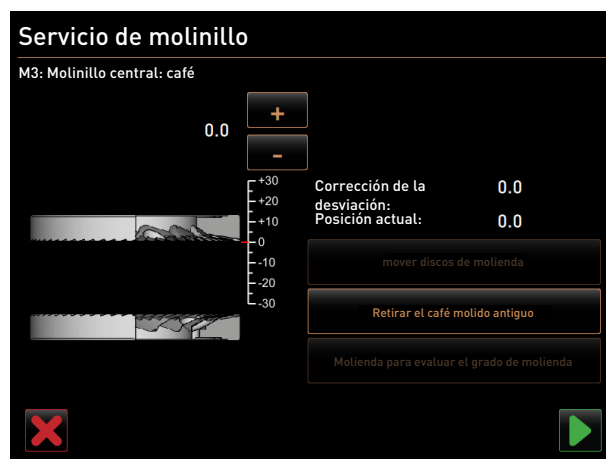 Servicio de molinillo
M3: Molinillo central: café
+
0.0
-
+30
+20
+10
0
-10
-20
-30
Corrección de la
desviación:
0.0
Posición actual:
0.0
mover discos de molienda
Retirar el café molido antiguo
Molienda para evaluar el grado de molienda